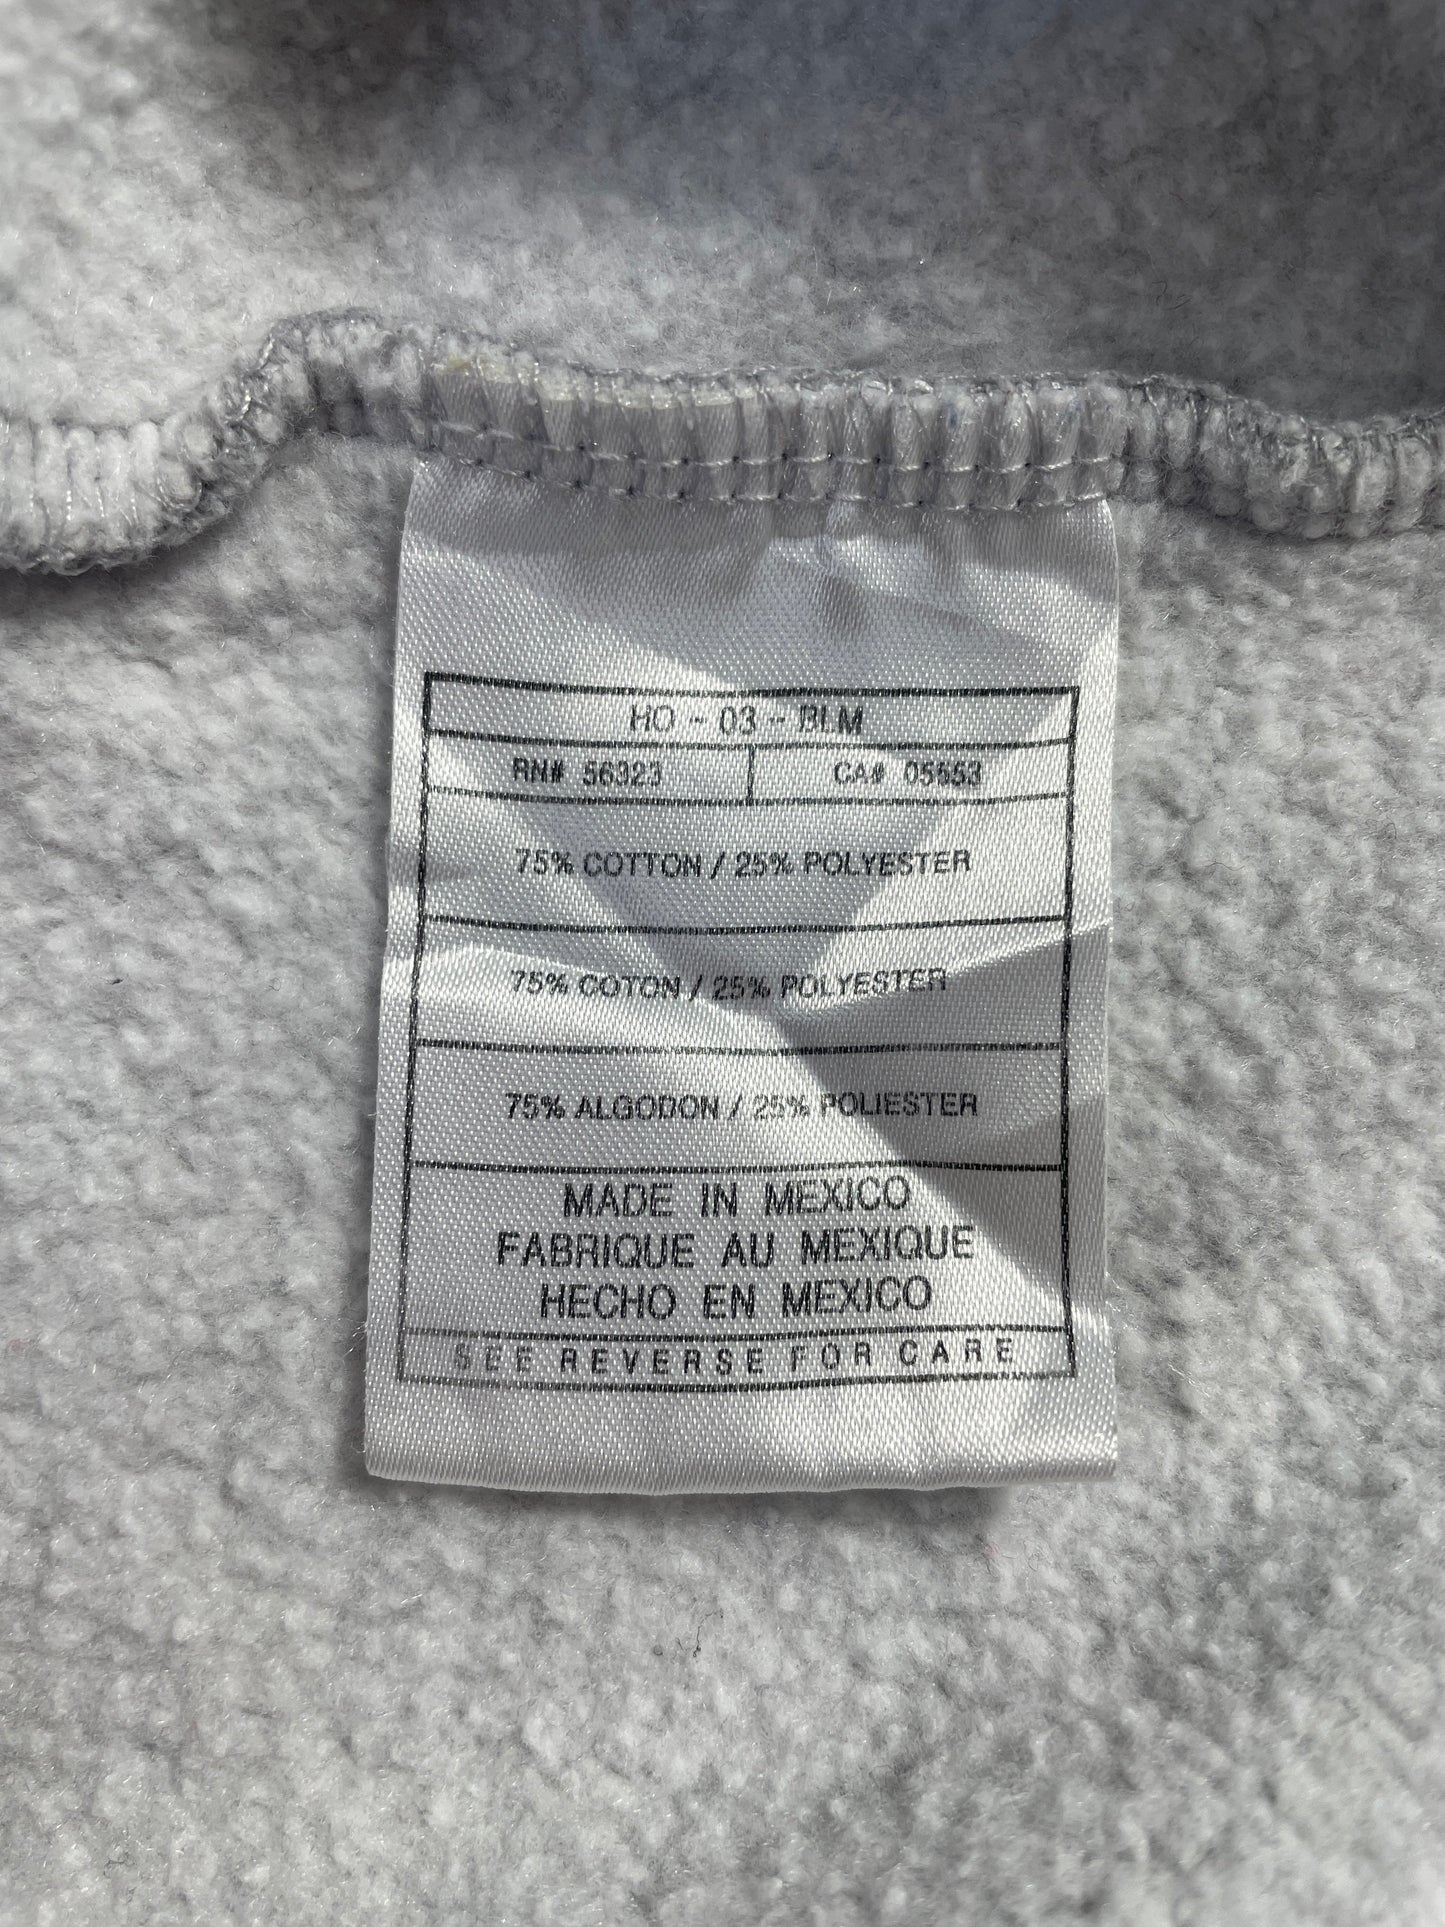 HO - 03 - BLM
RN# 56323 CA# 05553
75% COTTON / 25% POLYESTER
75% COTON / 25% POLYESTER
75% ALGODON / 25% POLIESTER
MADE IN MEXICO
FABRIQUE AU MEXIQUE
HECHO EN MEXICO
SEE REVERSE FOR CARE